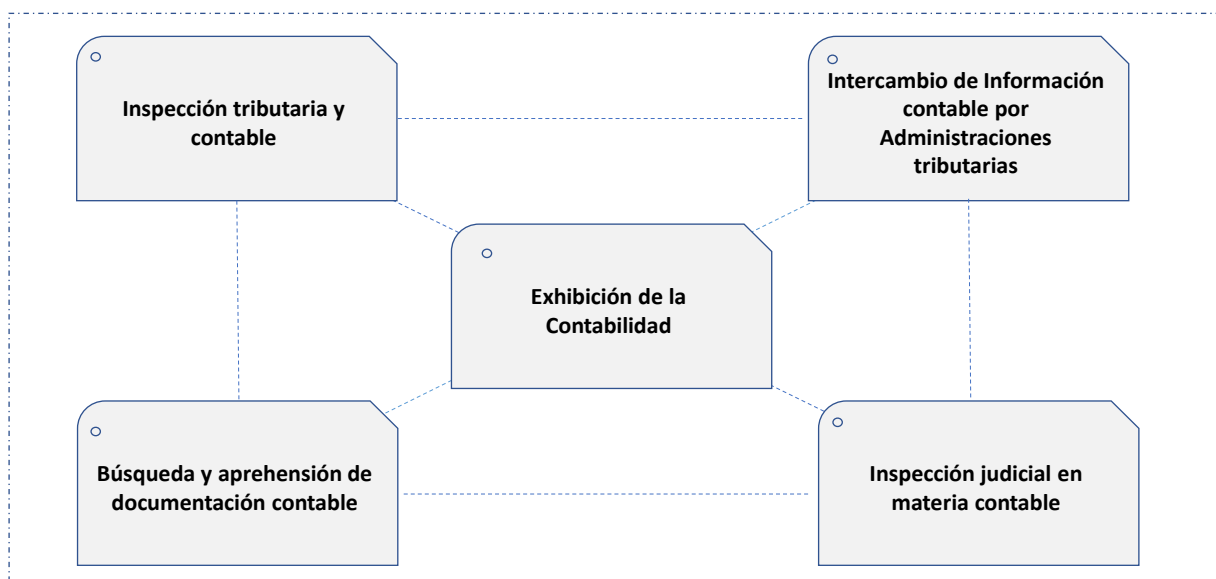 Inspección tributaria y
contable
Intercambio de Información
contable por
Administraciones
tributarias
Exhibición de la
Contabilidad
Búsqueda y aprehensión de
documentación contable
Inspección judicial en
materia contable